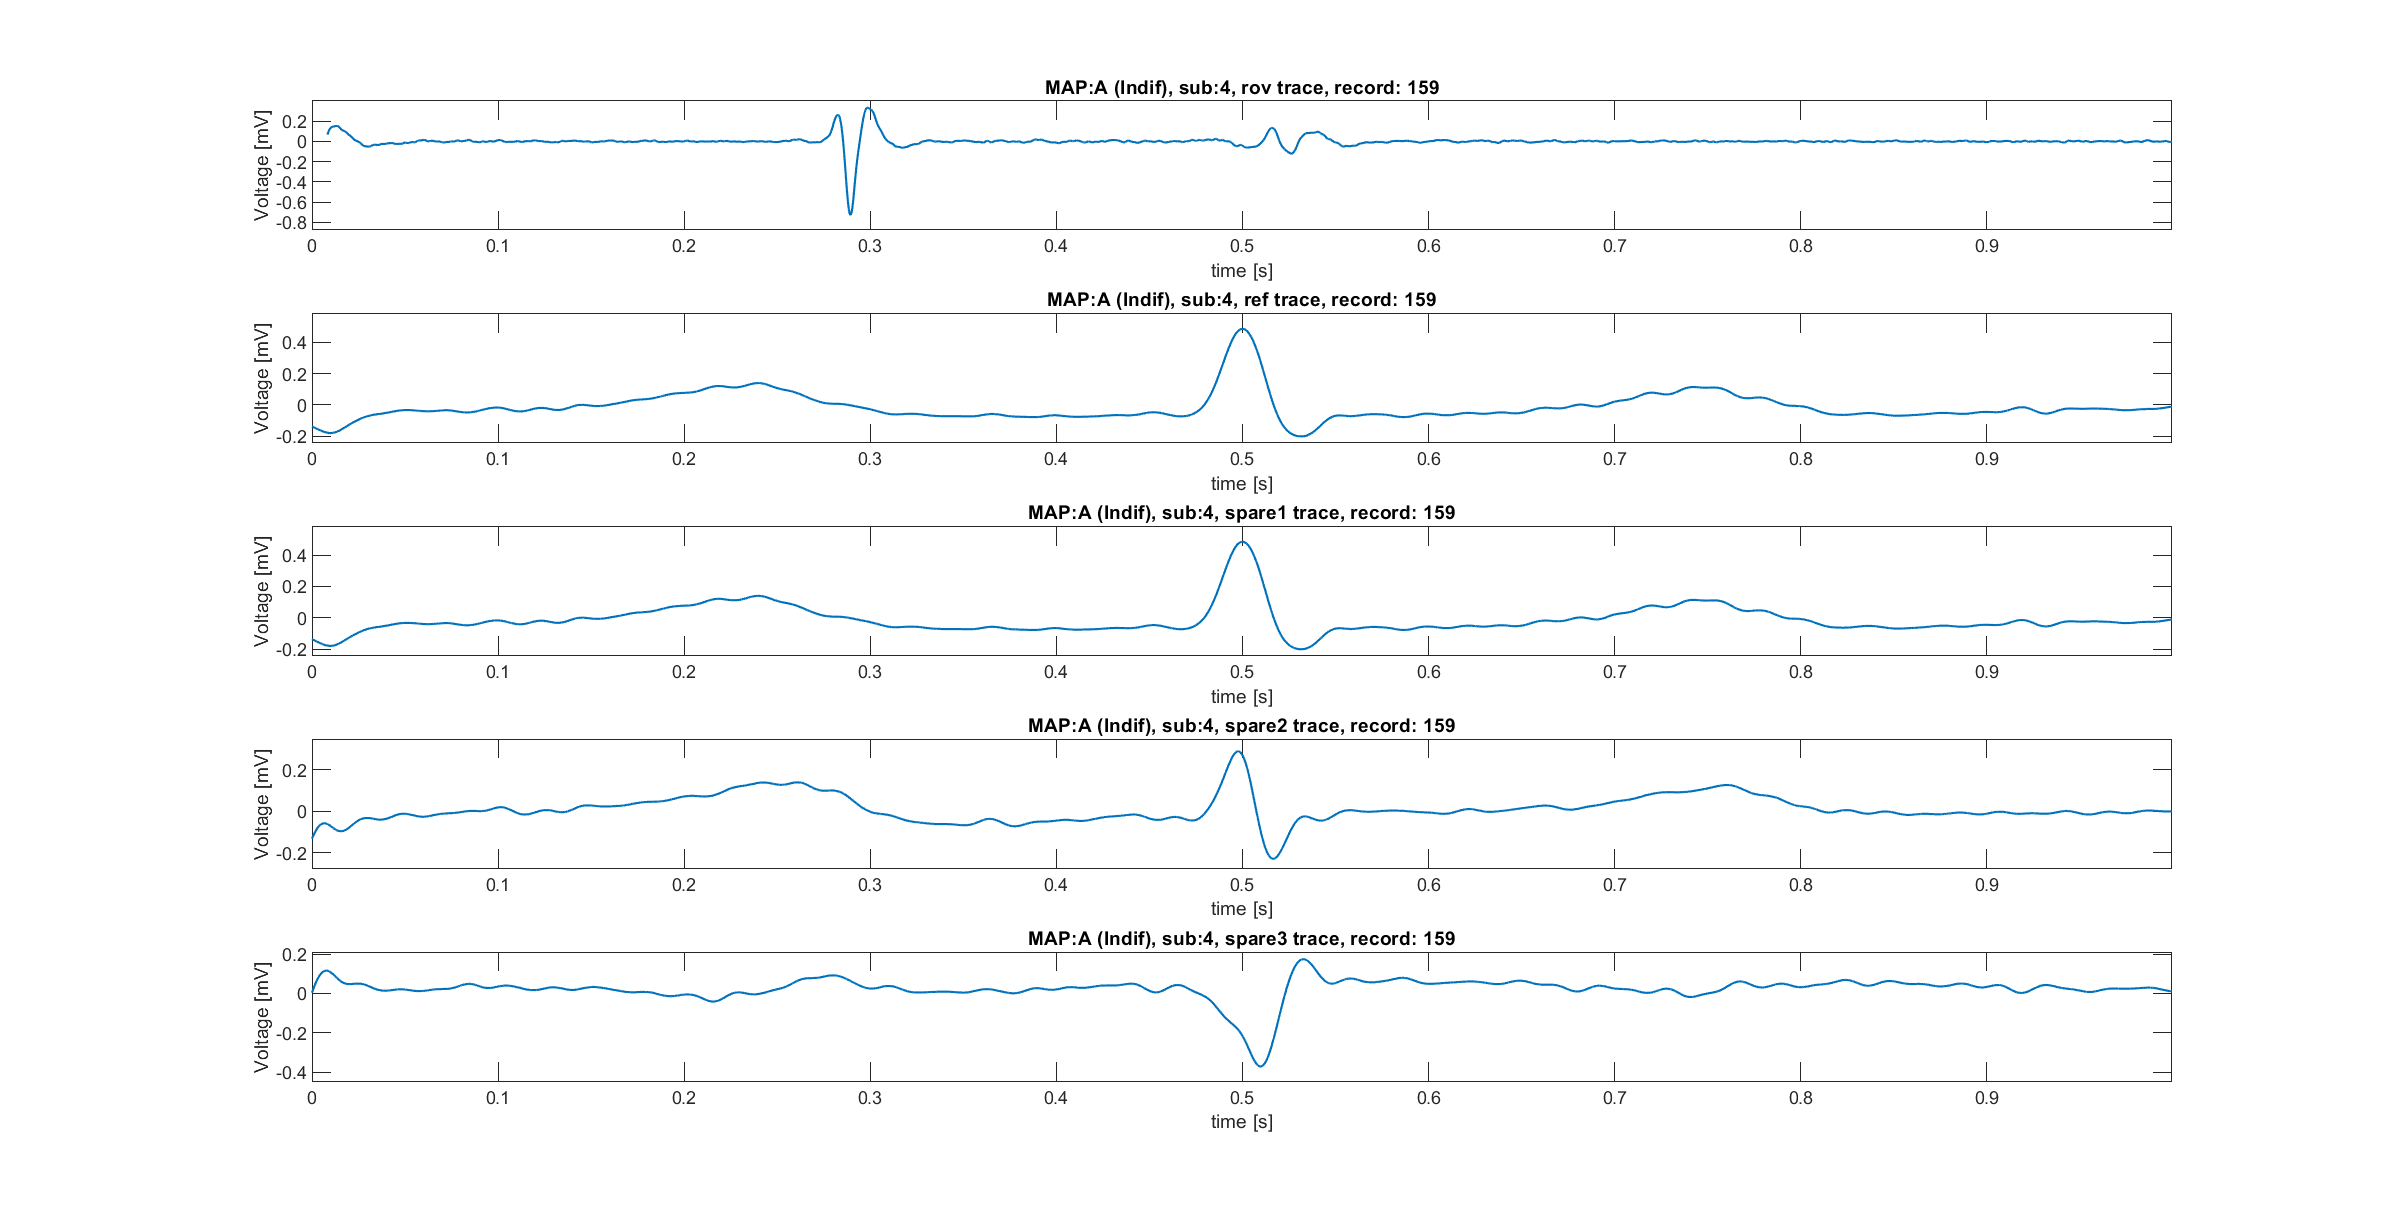 MAP:A (Indif), sub:4, rov trace, record: 159
Voltage [mV]
0.2
0
-0.2
-0.4
-0.6
-0.8
0 0.1 0.2 0.3 0.4 0.5 0.6 0.7 0.8 0.9
time [s]
MAP:A (Indif), sub:4, ref trace, record: 159
Voltage [mV]
0.4
0.2
0
-0.2
0 0.1 0.2 0.3 0.4 0.5 0.6 0.7 0.8 0.9
time [s]
MAP:A (Indif), sub:4, spare1 trace, record: 159
Voltage [mV]
0.4
0.2
0
-0.2
0 0.1 0.2 0.3 0.4 0.5 0.6 0.7 0.8 0.9
time [s]
MAP:A (Indif), sub:4, spare2 trace, record: 159
Voltage [mV]
0.2
0
-0.2
0 0.1 0.2 0.3 0.4 0.5 0.6 0.7 0.8 0.9
time [s]
MAP:A (Indif), sub:4, spare3 trace, record: 159
Voltage [mV]
0.2
0
-0.2
-0.4
0 0.1 0.2 0.3 0.4 0.5 0.6 0.7 0.8 0.9
time [s]